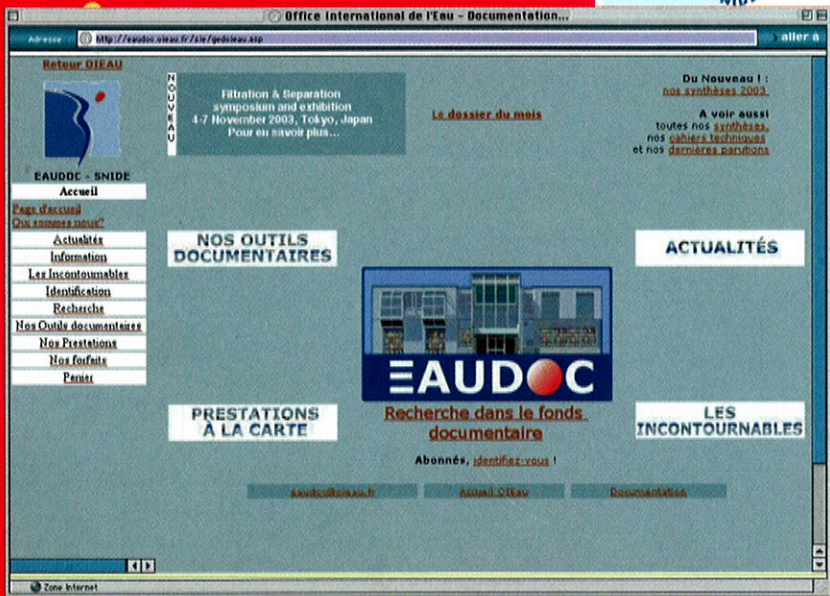 Office International de l'Eau - Documentation...
Adresse
http://eaudoc.oieau.fr/sie/gedoieau.asp
aller à
Retour OIEAU
EAUDOC - SNIDE
Accueil
Page d'accueil
Qui sommes nous?
Actualités
Information
Les Incontournables
Identification
Recherche
Nos Outils documentaires
Nos Prestations
Nos forfaits
Panier
NOUVEAU
Filtration & Separation
symposium and exhibition
4-7 November 2003, Tokyo, Japan
Pour en savoir plus...
Le dossier du mois
Du Nouveau ! :
nos synthèses 2003
A voir aussi
toutes nos synthèses,
nos cahiers techniques
et nos dernières parutions
NOS OUTILS
DOCUMENTAIRES
ACTUALITÉS
EAUDOC
PRESTATIONS
À LA CARTE
Recherche dans le fonds
documentaire
LES
INCONTOURNABLES
Abonnés, identifiez-vous !
eaudoc@oieau.fr
Accueil OIEau
Documentation
Zone Internet